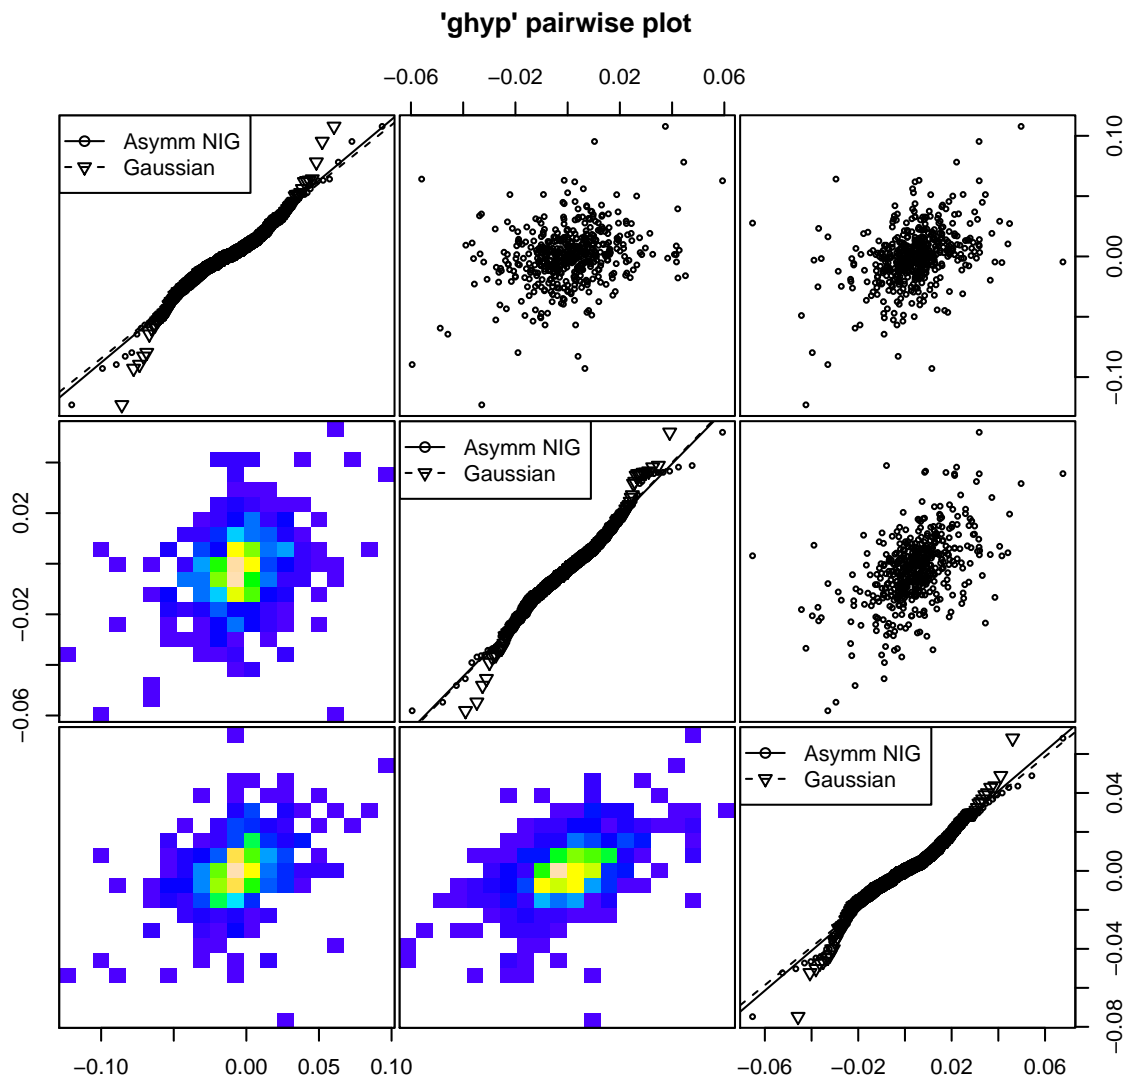 'ghyp' pairwise plot
−0.06 −0.02 0.02 0.06
Asymm NIG
Gaussian
0.10
0.00
−0.10
Asymm NIG
Gaussian
0.02
−0.02
−0.06
Asymm NIG
Gaussian
0.04
0.00
−0.04
−0.08
−0.10 0.00 0.05 0.10 −0.06 −0.02 0.02 0.06